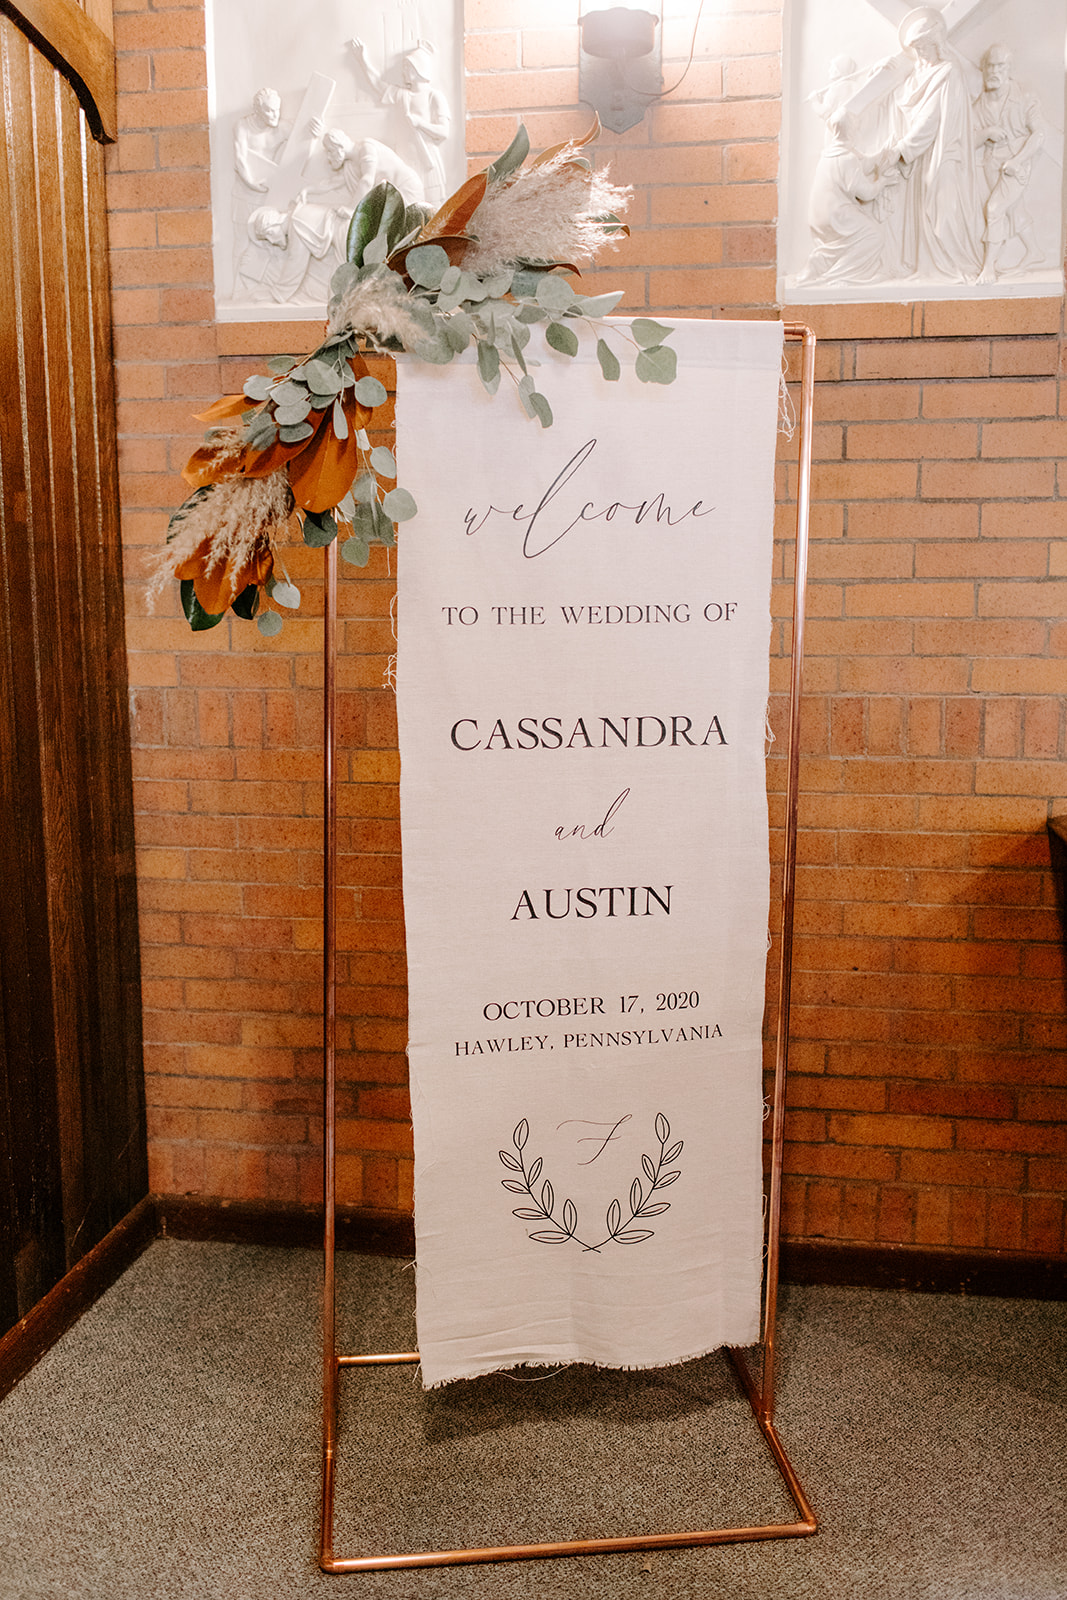 welcome
TO THE WEDDING OF
CASSANDRA
and
AUSTIN
OCTOBER 17, 2020
HAWLEY, PENNSYLVANIA
F